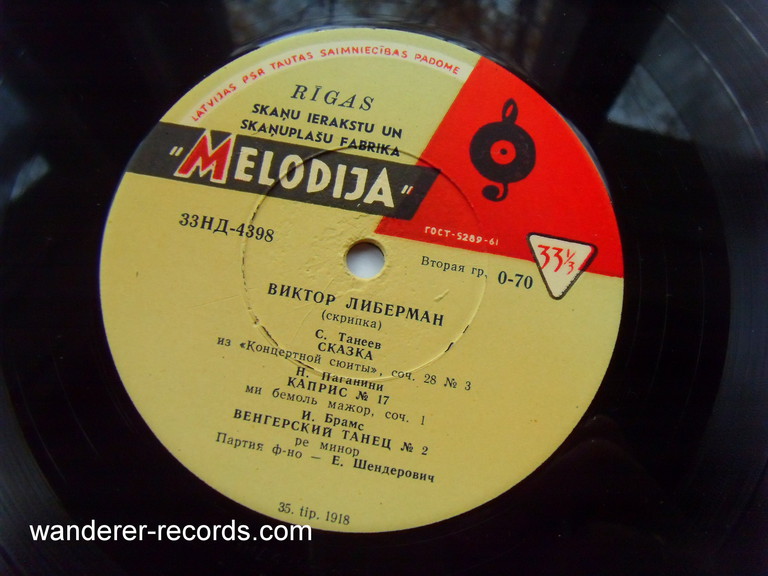 LATVIJAS PSR TAUTAS SAIMNIECĪBAS PADOME
RĪGAS
SKAŅU IERAKSTU UN
SKAŅUPLAŠU FABRIKA
"MELODIJA"
ГОСТ-5289-61
33НД-4398
Вторая гр. 0-70
33⅓
ВИКТОР ЛИБЕРМАН
(скрипка)
С. Танеев
СКАЗКА
из «Концертной сюиты», соч. 28 № 3
Н. Паганини
КАПРИС № 17
ми бемоль мажор, соч. 1
И. Брамс
ВЕНГЕРСКИЙ ТАНЕЦ № 2
ре минор
Партия ф-но — Е. Шендерович
35. tip. 1918
wanderer-records.com